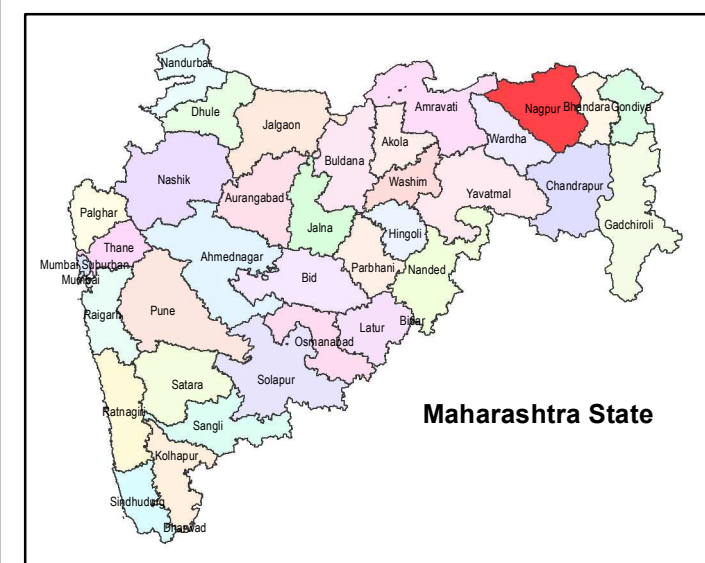 Nandurbar
Dhule
Jalgaon
Amravati
Nagpur
Bhandara
Gondiya
Akola
Wardha
Buldana
Nashik
Washim
Chandrapur
Aurangabad
Yavatmal
Palghar
Jalna
Hingoli
Gadchiroli
Thane
Ahmednagar
Mumbai Suburban
Parbhani
Nanded
Mumbai
Bid
Raigarh
Pune
Bidar
Latur
Osmanabad
Solapur
Satara
Ratnagiri
Sangli
Maharashtra State
Kolhapur
Sindhudurg
Dharwad